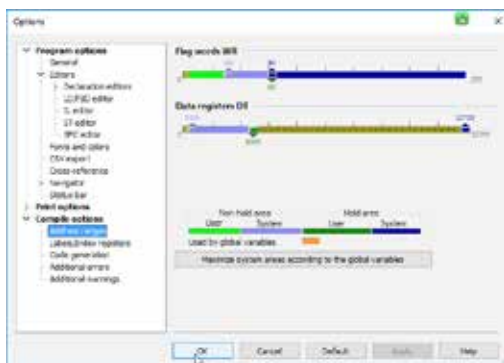 Options
Program options
General
Editors
Declaration editors
LD/FBD editor
IL editor
ST editor
SFC editor
Fonts and colors
CSV export
Cross-reference
Navigator
Status bar
Print options
Compile options
Address ranges
Labels,Index registers
Code generation
Additional errors
Additional warnings
Flag words WR
Data registers DT
Non Hold area
Hold area
User
System
User
System
Used by global variables
Maximize system areas according to the global variables
OK
Cancel
Default
Apply
Help